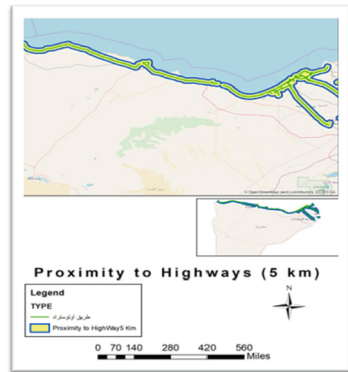 Proximity to Highways (5 km)
Legend
TYPE
طريق اوتوستراد
Proximity to HighWay5 Km
N
0 70 140 280 420 560
Miles